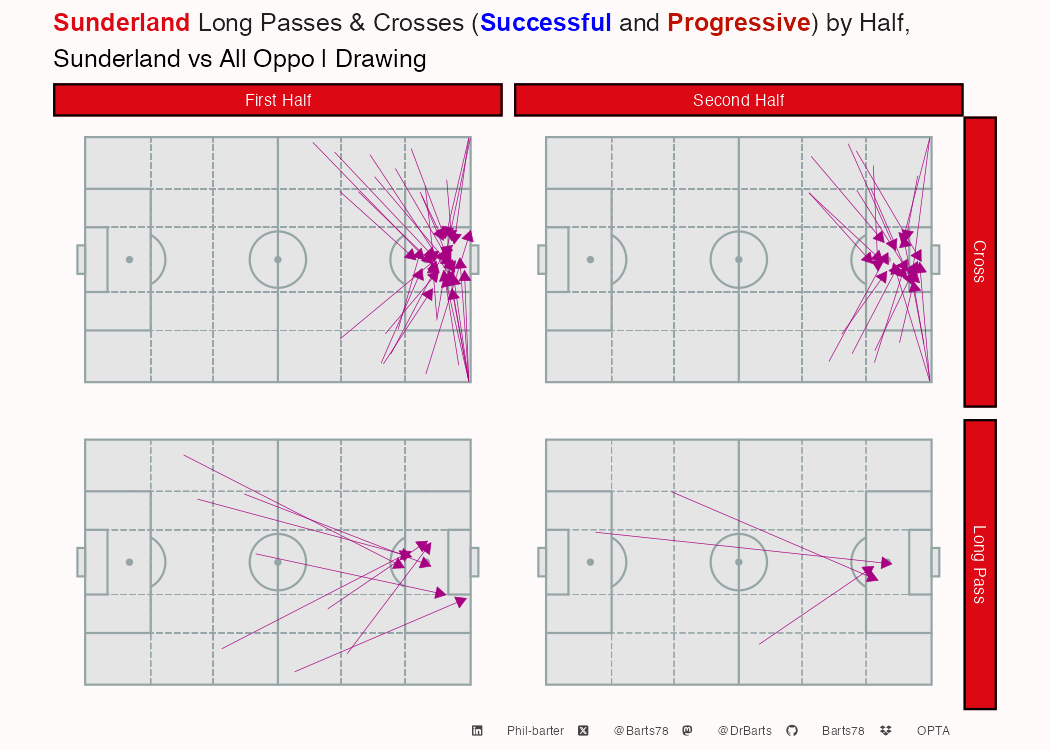 Sunderland Long Passes & Crosses (Successful and Progressive) by Half,
Sunderland vs All Oppo | Drawing
First Half
Second Half
Cross
Long Pass
Phil-barter @Barts78 @DrBarts Barts78 OPTA